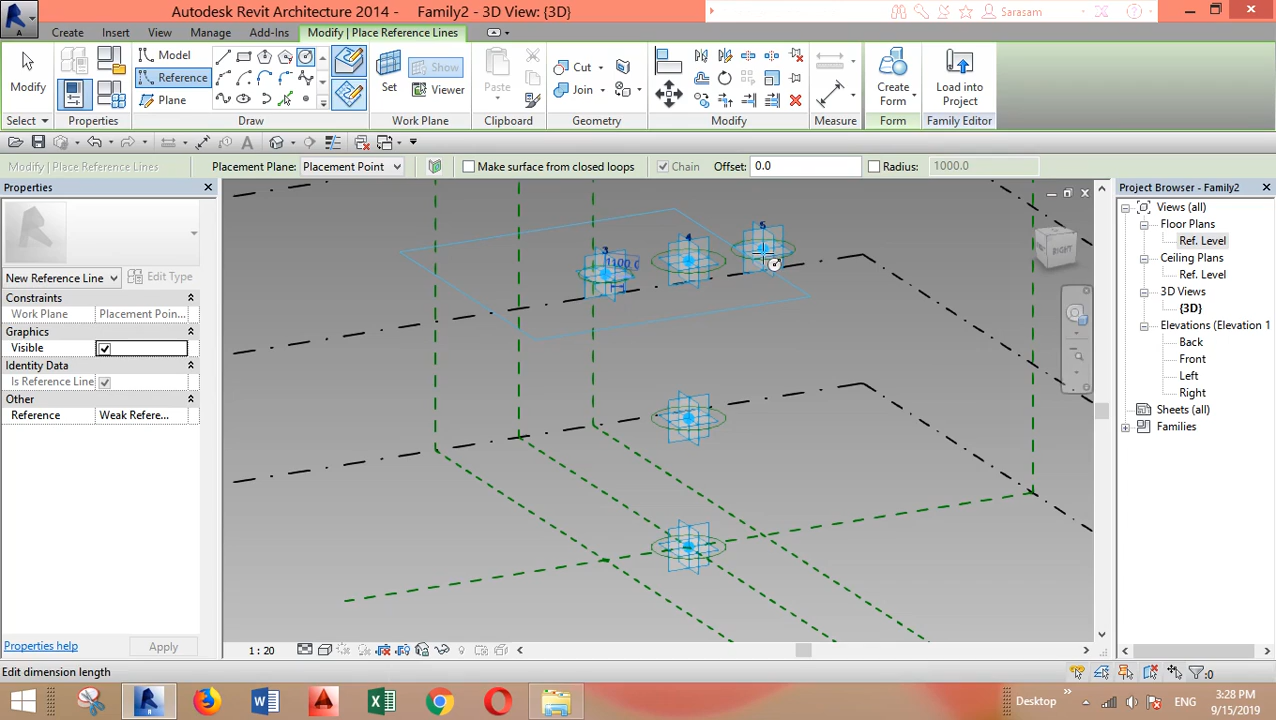 Autodesk Revit Architecture 2014 - Family2 - 3D View: {3D}
Sarasam
Create Insert View Manage Add-Ins Modify | Place Reference Lines
Modify
Model
Reference
Plane
Set
Show
Viewer
Paste
Cut
Join
Create Form
Load into Project
Select Properties Draw Work Plane Clipboard Geometry Modify Measure Form Family Editor
Modify | Place Reference Lines
Placement Plane: Placement Point
Make surface from closed loops
Chain
Offset: 0.0
Radius: 1000.0
Properties
New Reference Line
Edit Type
Constraints
Work Plane Placement Poin...
Graphics
Visible
Identity Data
Is Reference Line
Other
Reference Weak Refere...
Properties help
Apply
3
4
5
RIGHT
1 : 20
Project Browser - Family2
Views (all)
Floor Plans
Ref. Level
Ceiling Plans
Ref. Level
3D Views
{3D}
Elevations (Elevation 1
Back
Front
Left
Right
Sheets (all)
Families
Edit dimension length
:0
Desktop
ENG
3:28 PM
9/15/2019